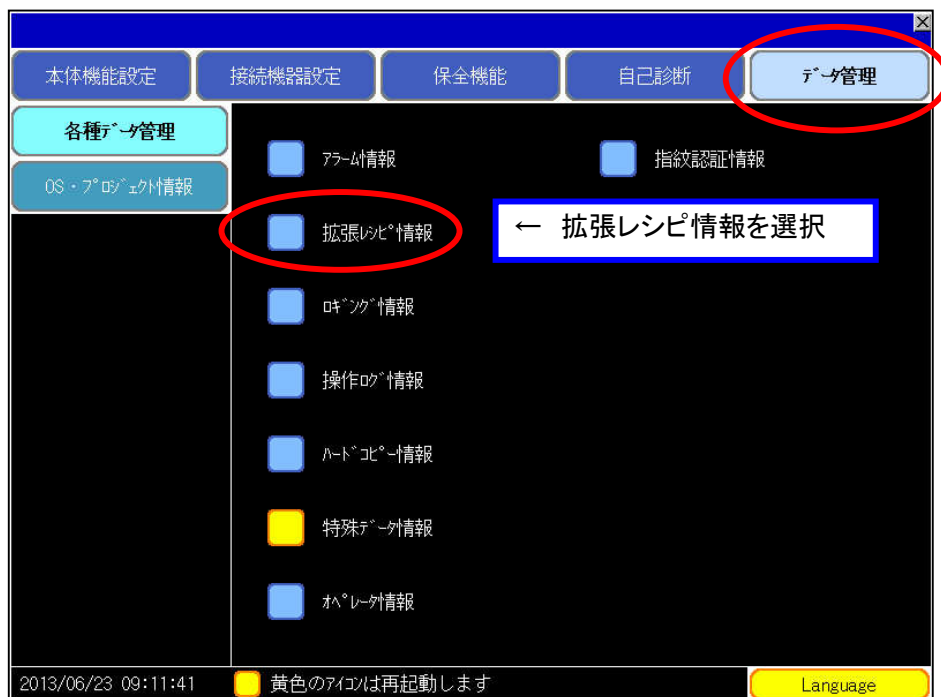 本体機能設定
接続機器設定
保全機能
自己診断
ﾃﾞｰﾀ管理
各種ﾃﾞｰﾀ管理
OS・ﾌﾟﾛｼﾞｪｸﾄ情報
ｱﾗｰﾑ情報
指紋認証情報
拡張ﾚｼﾋﾟ情報
← 拡張レシピ情報を選択
ﾛｷﾞﾝｸﾞ情報
操作ﾛｸﾞ情報
ﾊｰﾄﾞｺﾋﾟｰ情報
特殊ﾃﾞｰﾀ情報
ｵﾍﾟﾚｰﾀ情報
2013/06/23 09:11:41
黄色のｱｲｺﾝは再起動します
Language